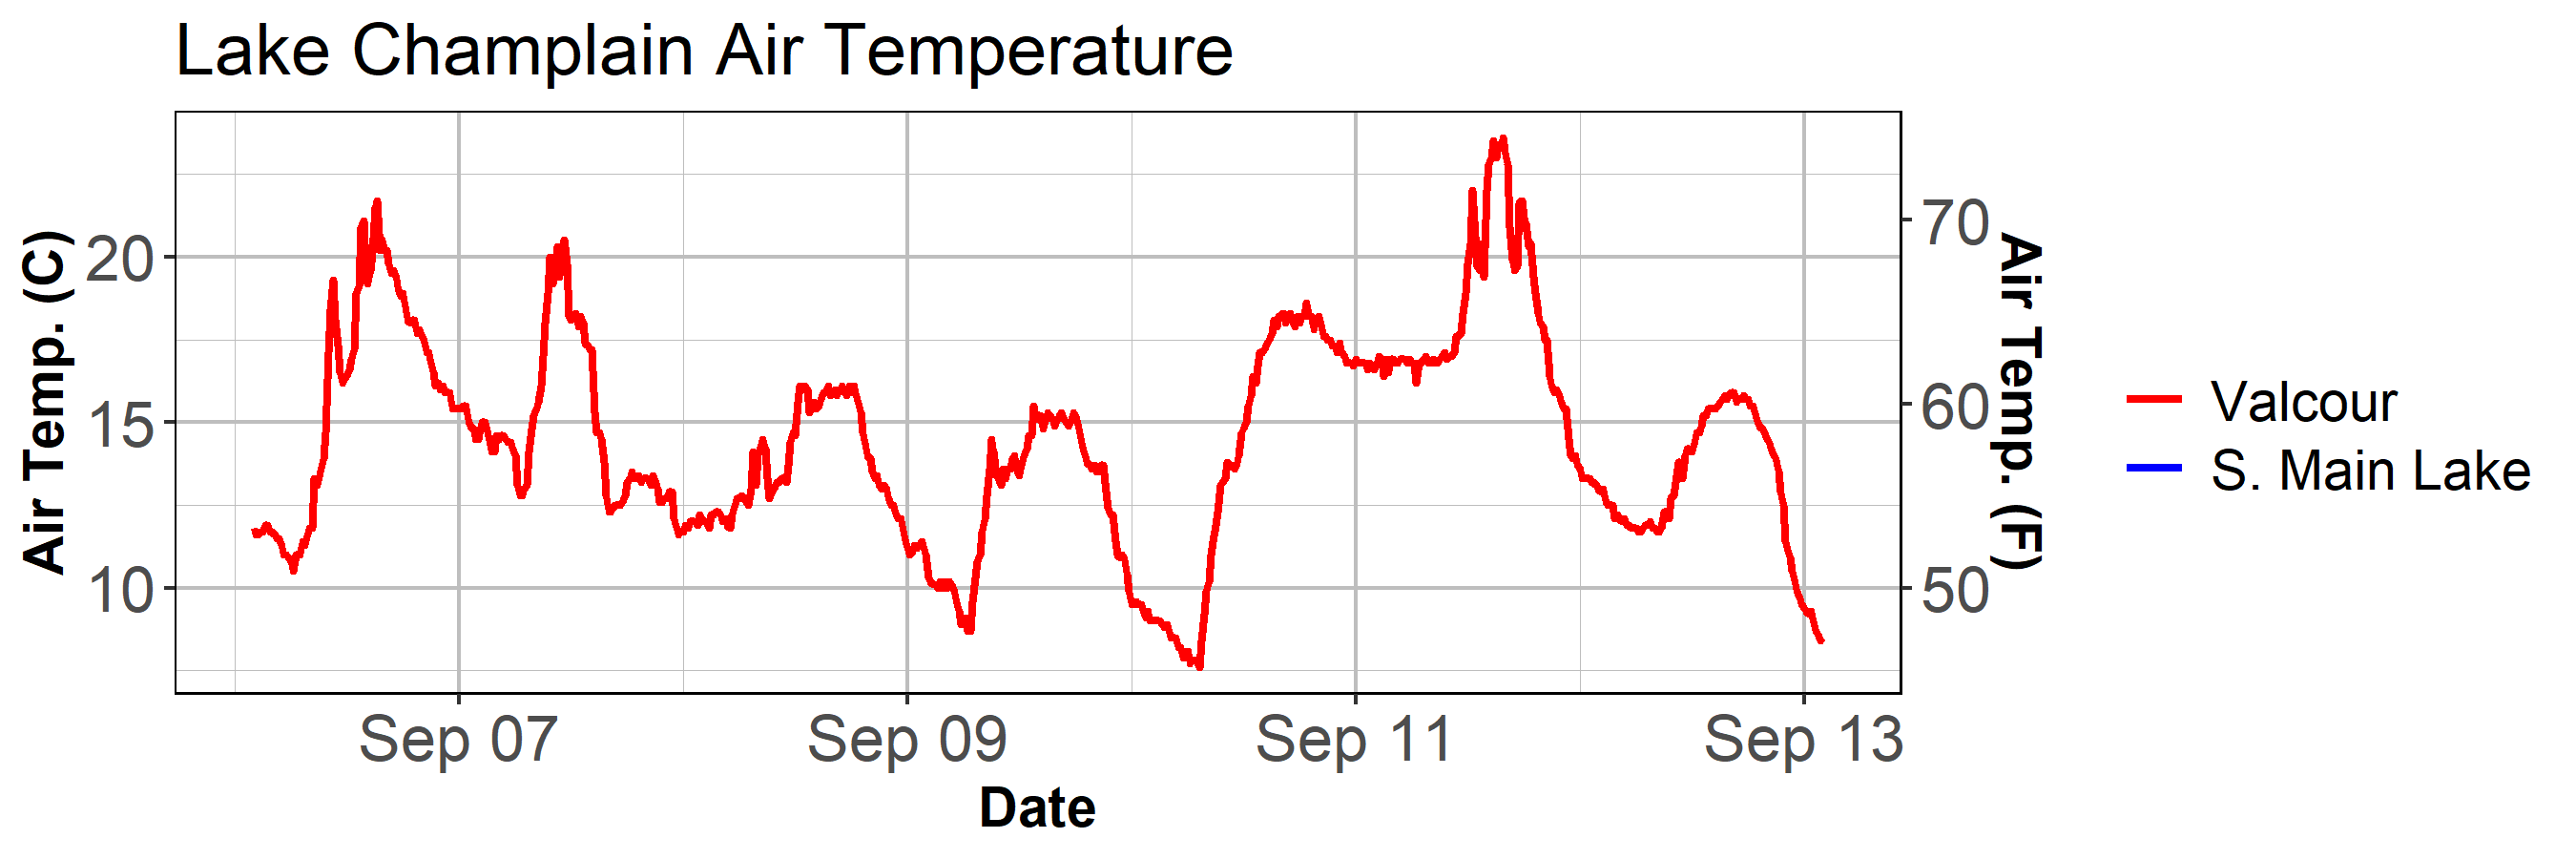 Lake Champlain Air Temperature
Air Temp. (C)
20
15
10
70
60
50
Air Temp. (F)
Sep 07
Sep 09
Sep 11
Sep 13
Date
Valcour
S. Main Lake